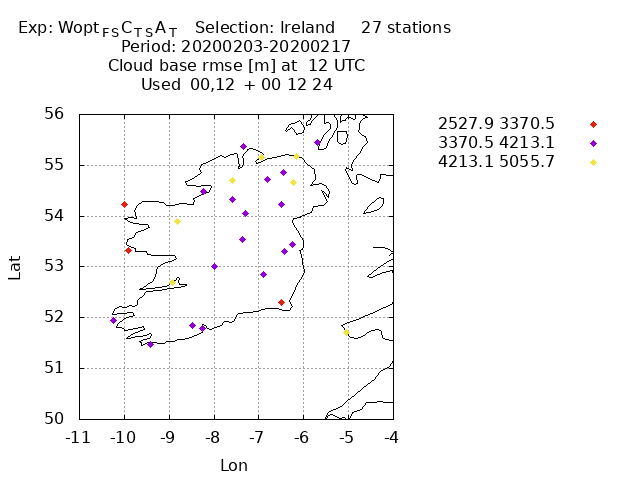 Exp: Wopt FS C T S A T   Selection: Ireland     27 stations
Period: 20200203-20200217
Cloud base rmse [m] at  12 UTC
Used  00,12  + 00 12 24
2527.9 3370.5
3370.5 4213.1
4213.1 5055.7
56
55
54
53
52
51
50
Lat
-11 -10 -9 -8 -7 -6 -5 -4
Lon